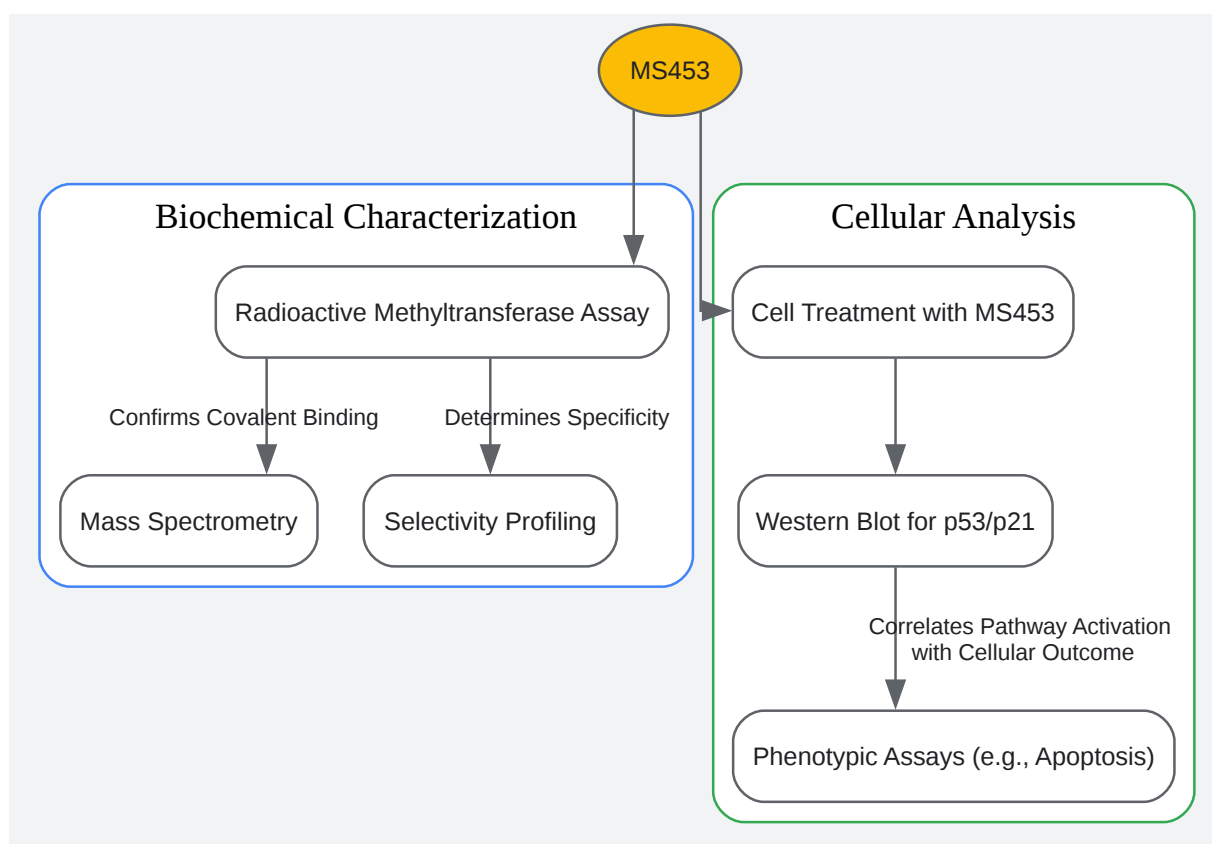 MS453
Biochemical Characterization
Radioactive Methyltransferase Assay
Confirms Covalent Binding
Determines Specificity
Mass Spectrometry
Selectivity Profiling
Cellular Analysis
Cell Treatment with MS453
Western Blot for p53/p21
Correlates Pathway Activation
with Cellular Outcome
Phenotypic Assays (e.g., Apoptosis)